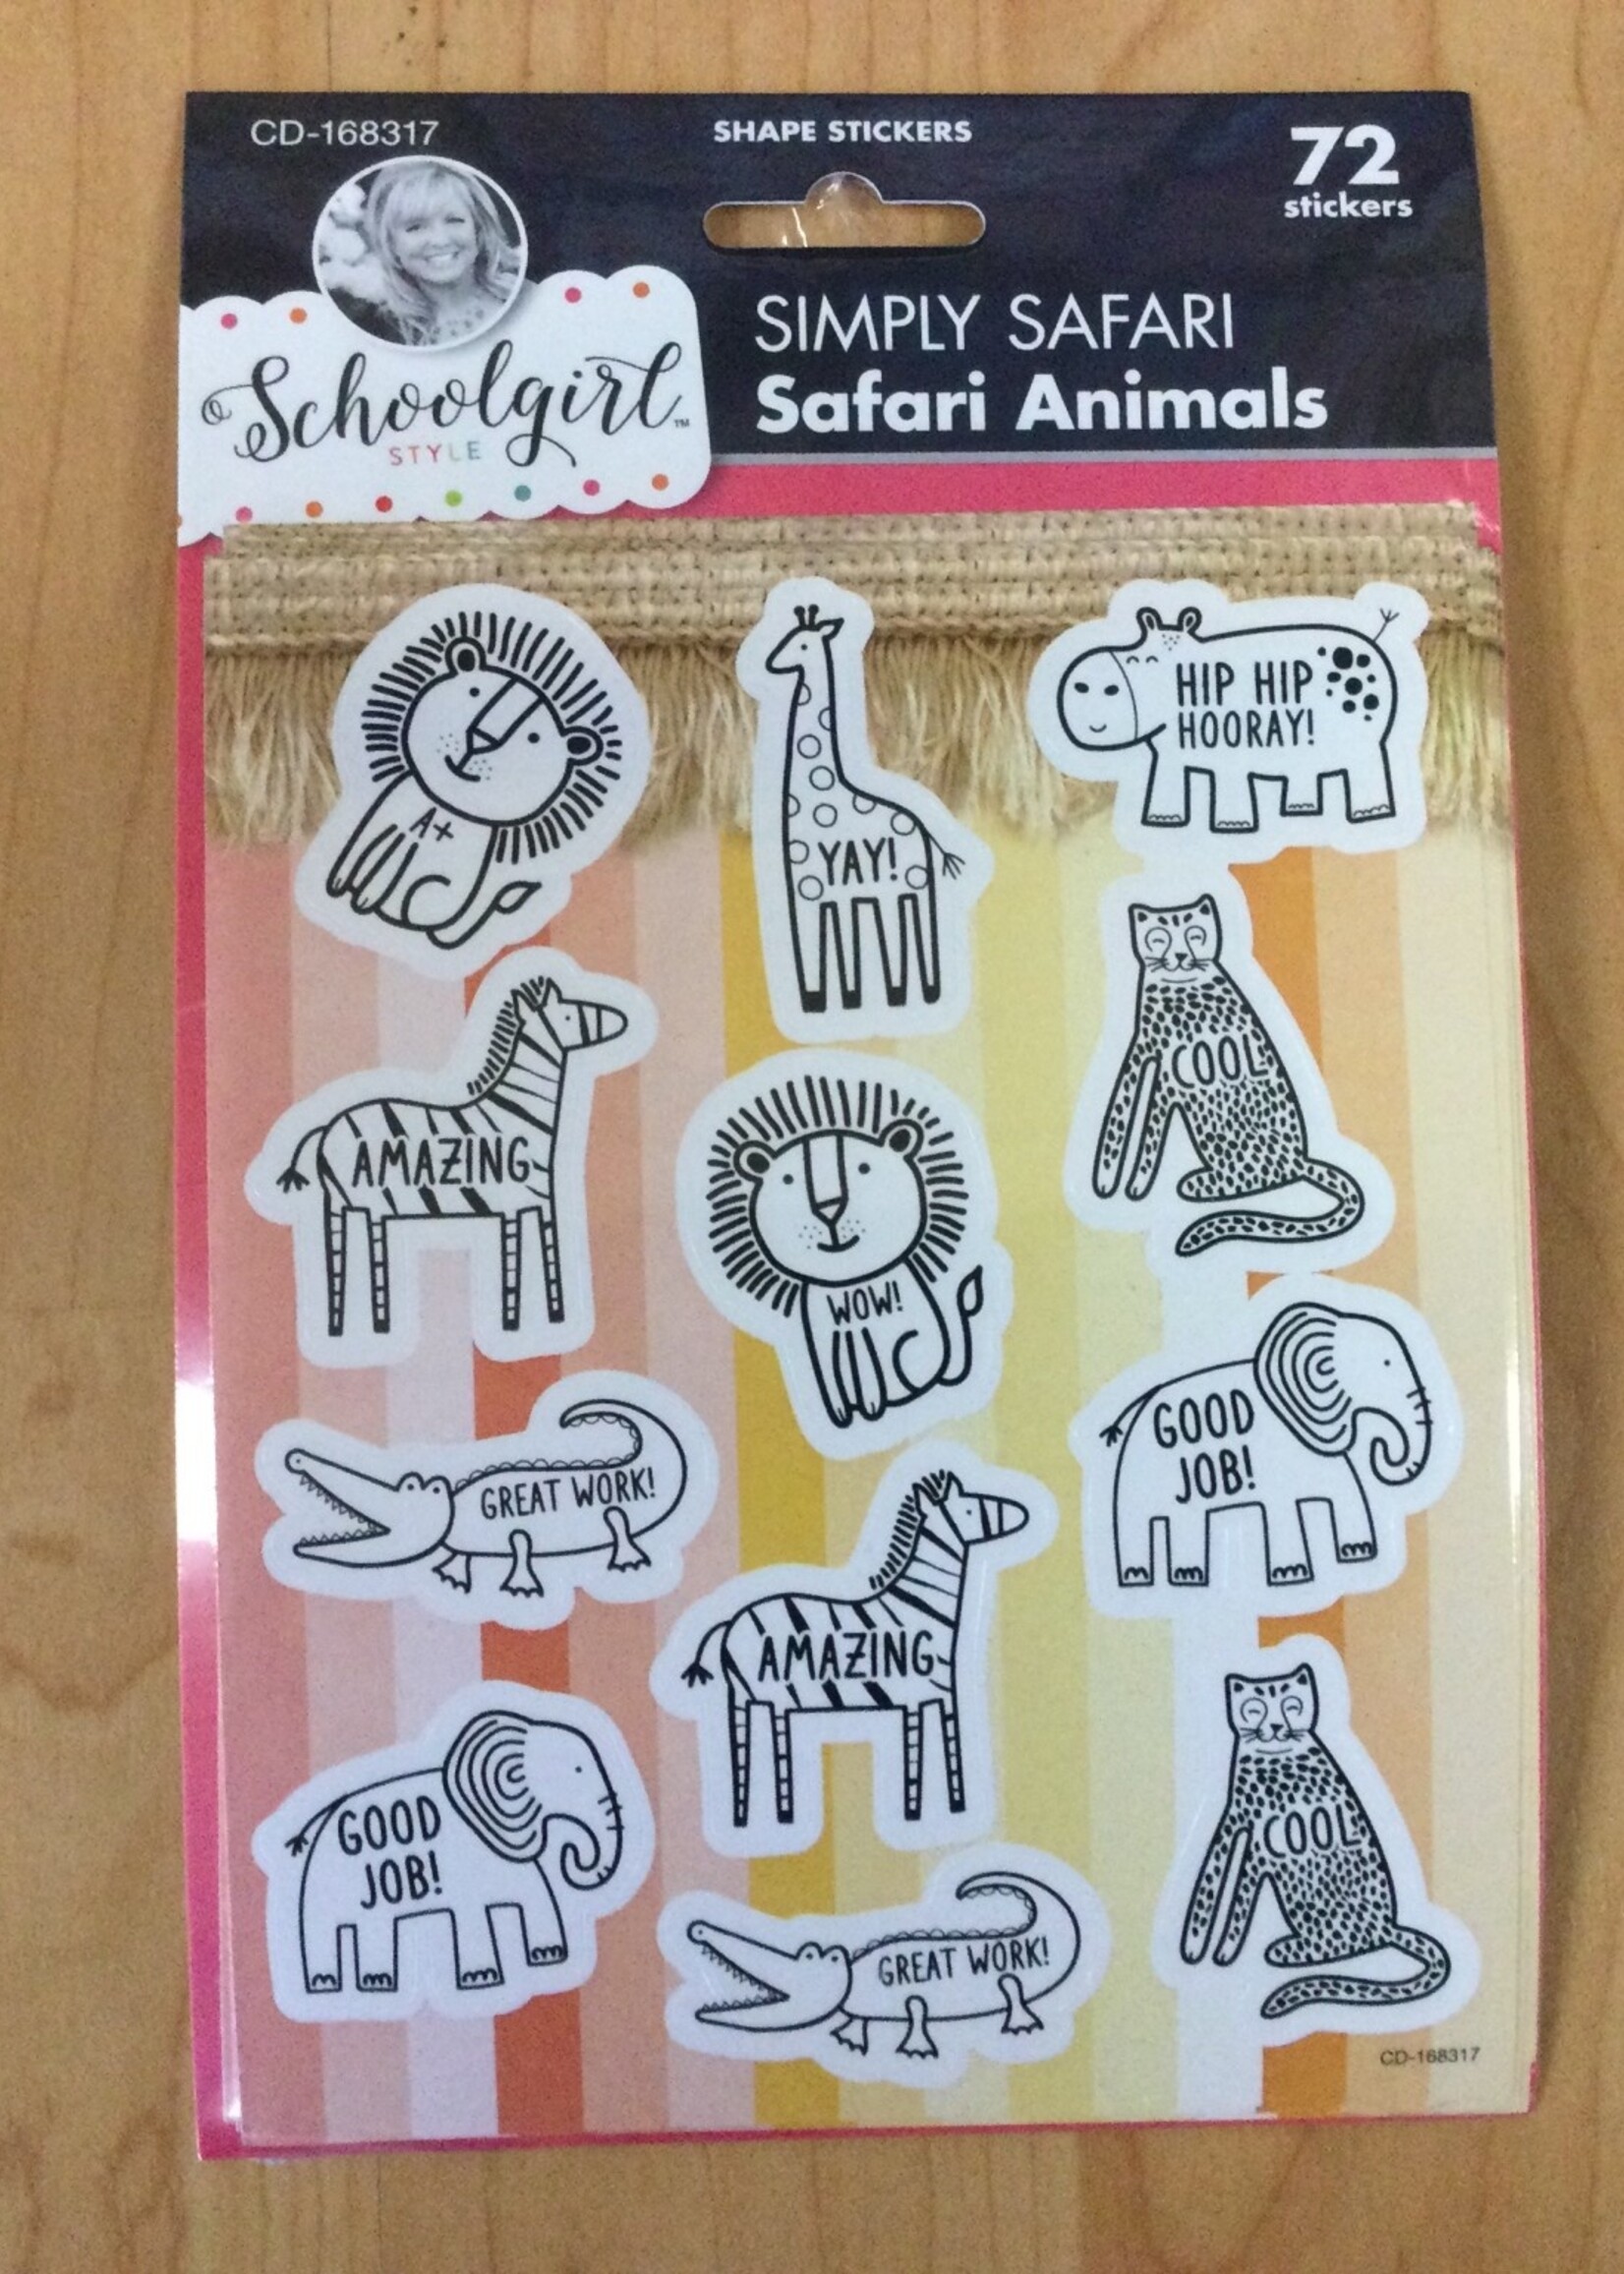 CD-168317
SHAPE STICKERS
72
stickers
Schoolgirl™
STYLE
SIMPLY SAFARI
Safari Animals
A+
YAY!
HIP HIP
HOORAY!
AMAZING
WOW!
COOL
GREAT WORK!
AMAZING
GOOD
JOB!
GOOD
JOB!
GREAT WORK!
COOL
CD-168317